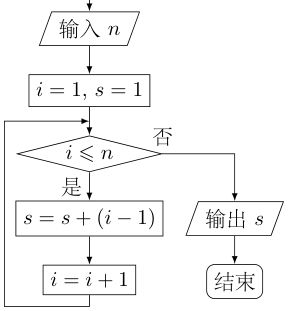 输入 n
i = 1, s = 1
i ⩽ n
否
是
s = s + (i − 1)
输出 s
i = i + 1
结束